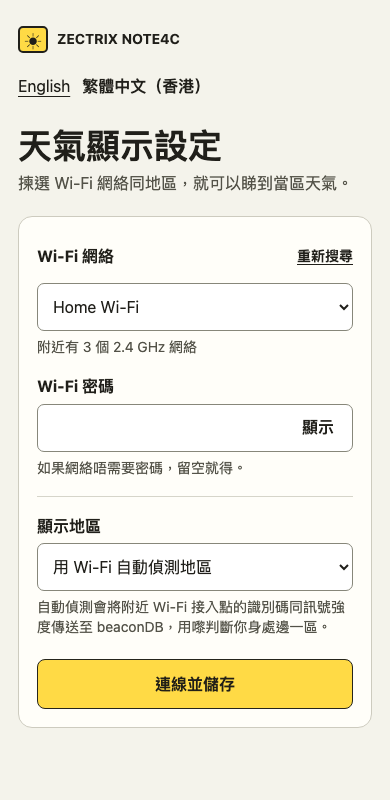 ZECTRIX NOTE4C
English 繁體中文（香港）
天氣顯示設定
揀選 Wi-Fi 網絡同地區，就可以睇到當區天氣。
Wi-Fi 網絡 重新搜尋
Home Wi-Fi
附近有 3 個 2.4 GHz 網絡
Wi-Fi 密碼
顯示
如果網絡唔需要密碼，留空就得。
顯示地區
用 Wi-Fi 自動偵測地區
自動偵測會將附近 Wi-Fi 接入點的識別碼同訊號強
度傳送至 beaconDB，用嚟判斷你身處邊一區。
連線並儲存